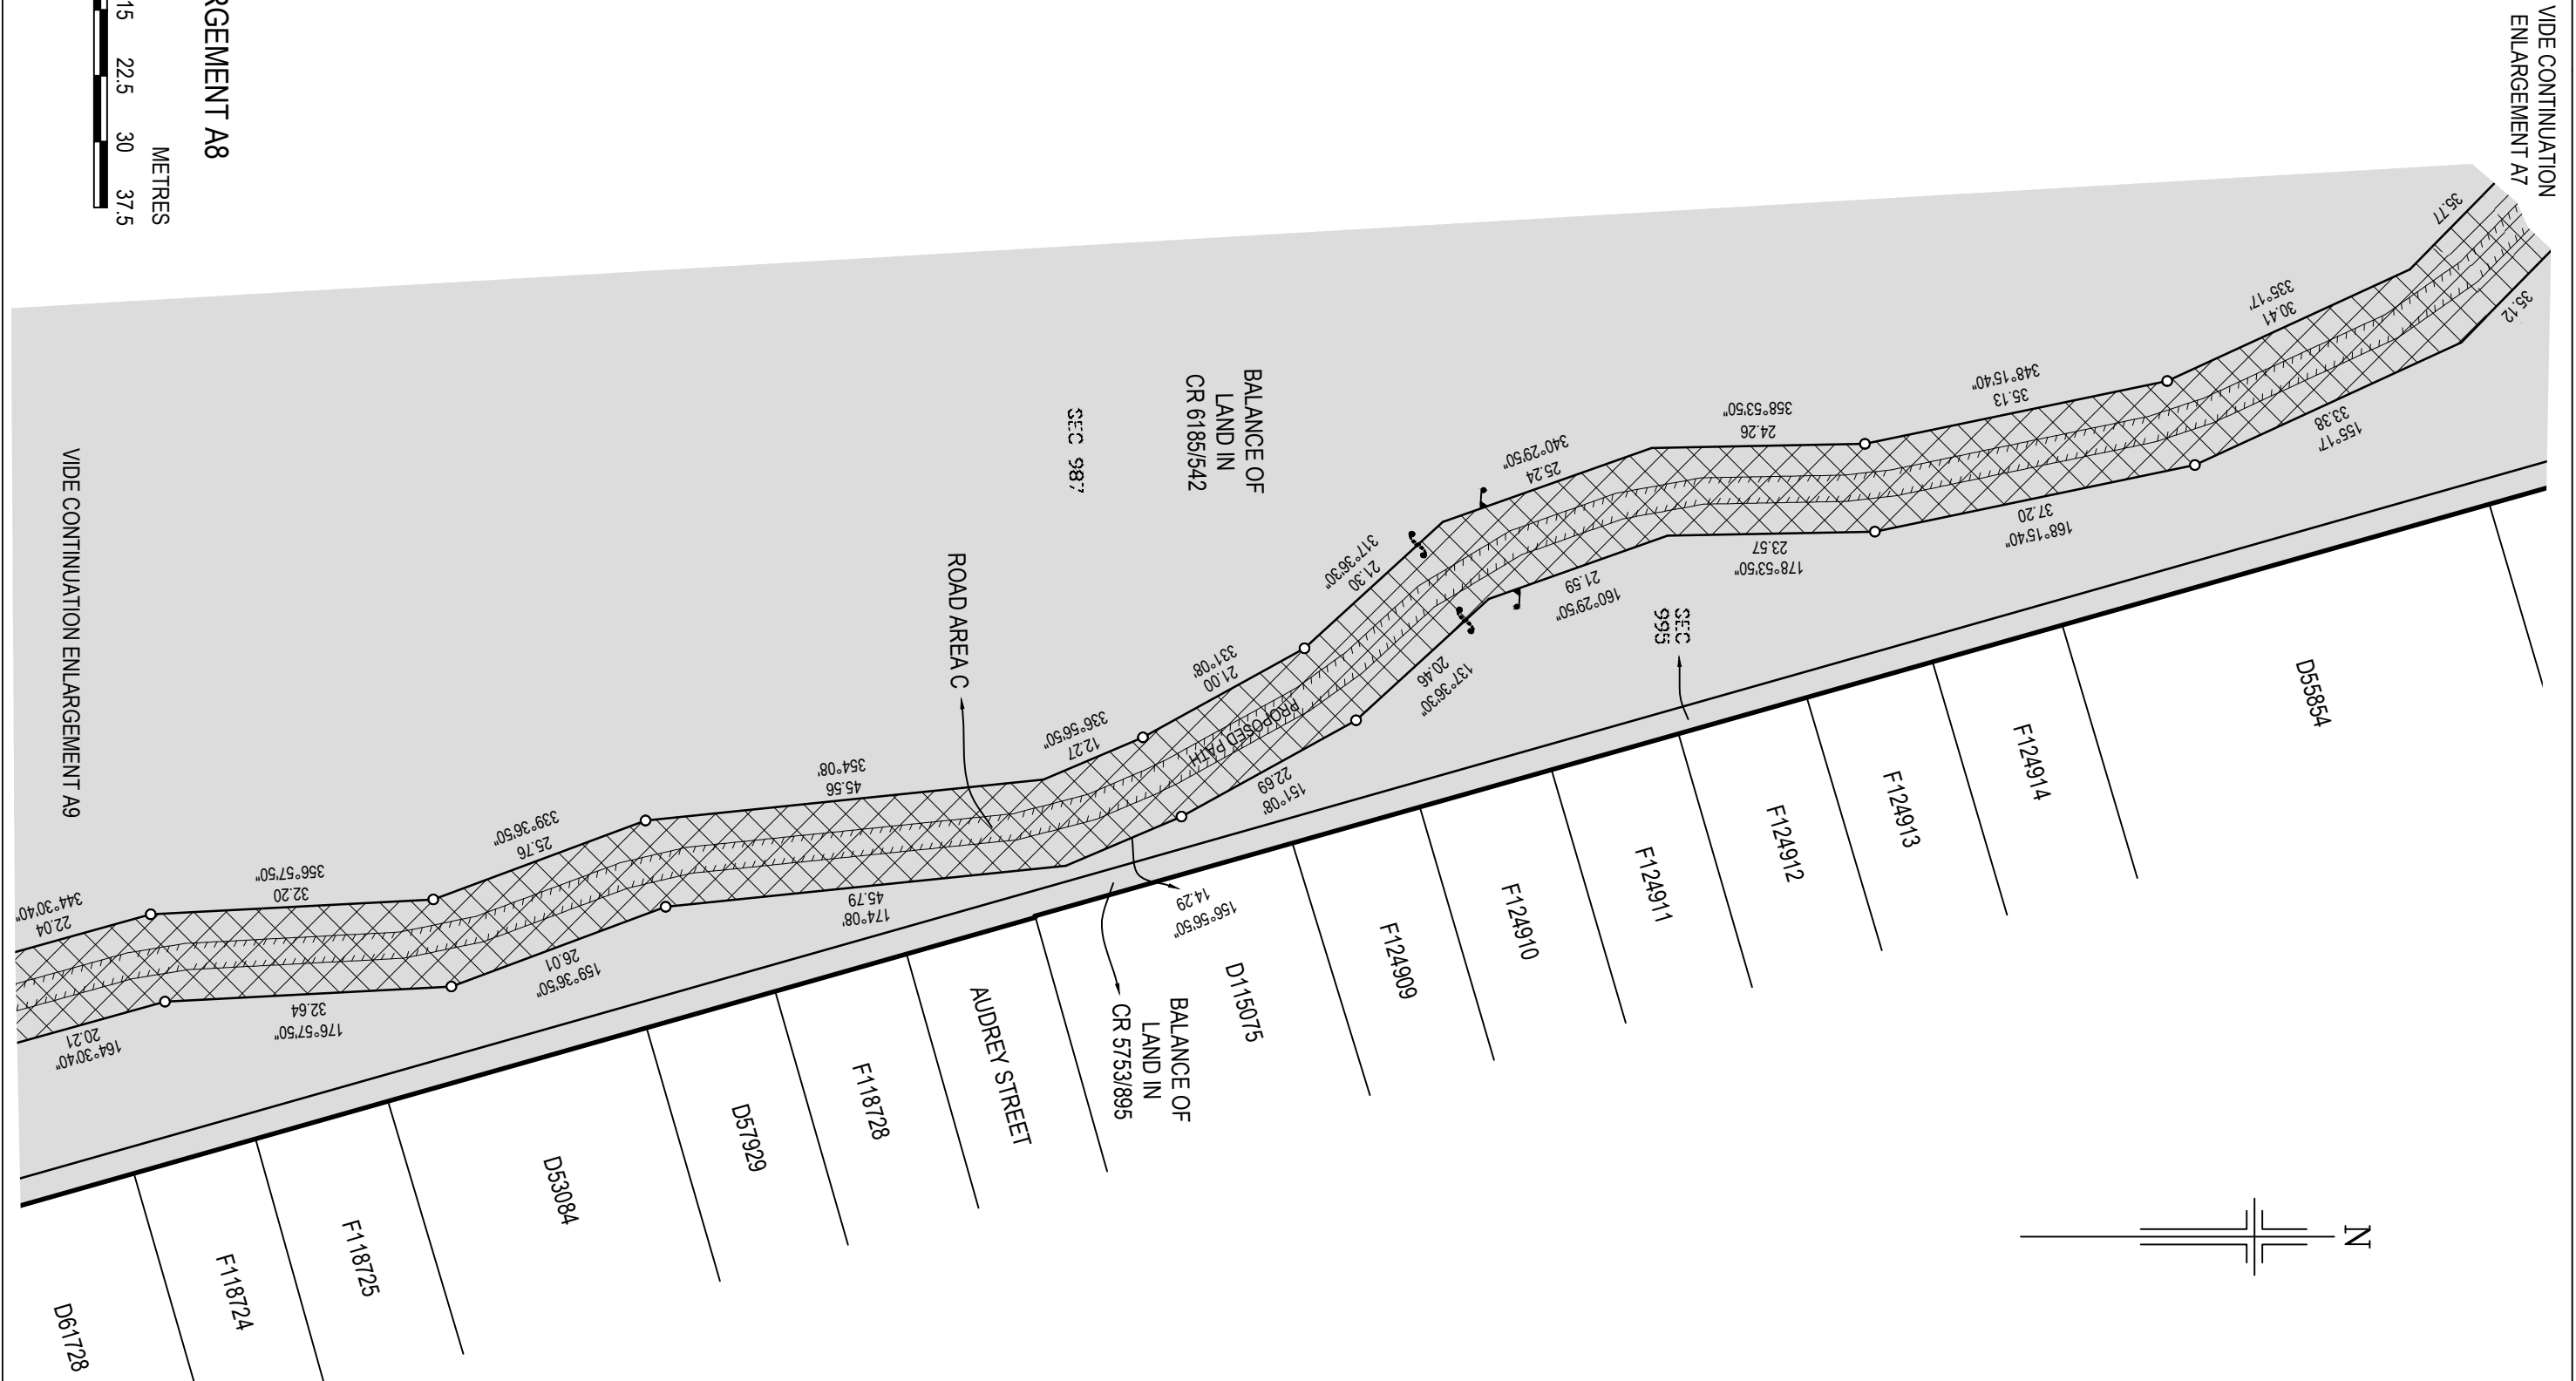 VIDE CONTINUATION
ENLARGEMENT A7
RGEMENT A8
METRES
15
22.5
30
37.5
VIDE CONTINUATION ENLARGEMENT A9
BALANCE OF
LAND IN
CR 6185/542
SEC 987
ROAD AREA C
PROPOSED PATH
SEC
995
BALANCE OF
LAND IN
CR 5753/895
35.77
335°17'
30.41
348°15'40"
35.13
358°53'50"
24.26
340°29'50"
25.24
317°36'30"
21.30
331°08'
21.00
336°56'50"
12.27
354°08'
45.56
339°36'50"
25.76
356°57'50"
32.20
344°30'40"
22.04
35.12
33.38
155°17'
37.20
168°15'40"
23.57
178°53'50"
21.59
160°29'50"
20.46
137°36'30"
22.69
151°08'
14.29
156°56'50"
45.79
174°08'
26.01
159°36'50"
32.64
176°57'50"
20.21
164°30'40"
D55854
F124914
F124913
F124912
F124911
F124910
F124909
D115075
AUDREY STREET
F118728
D57929
D53084
F118725
F118724
D61728
N